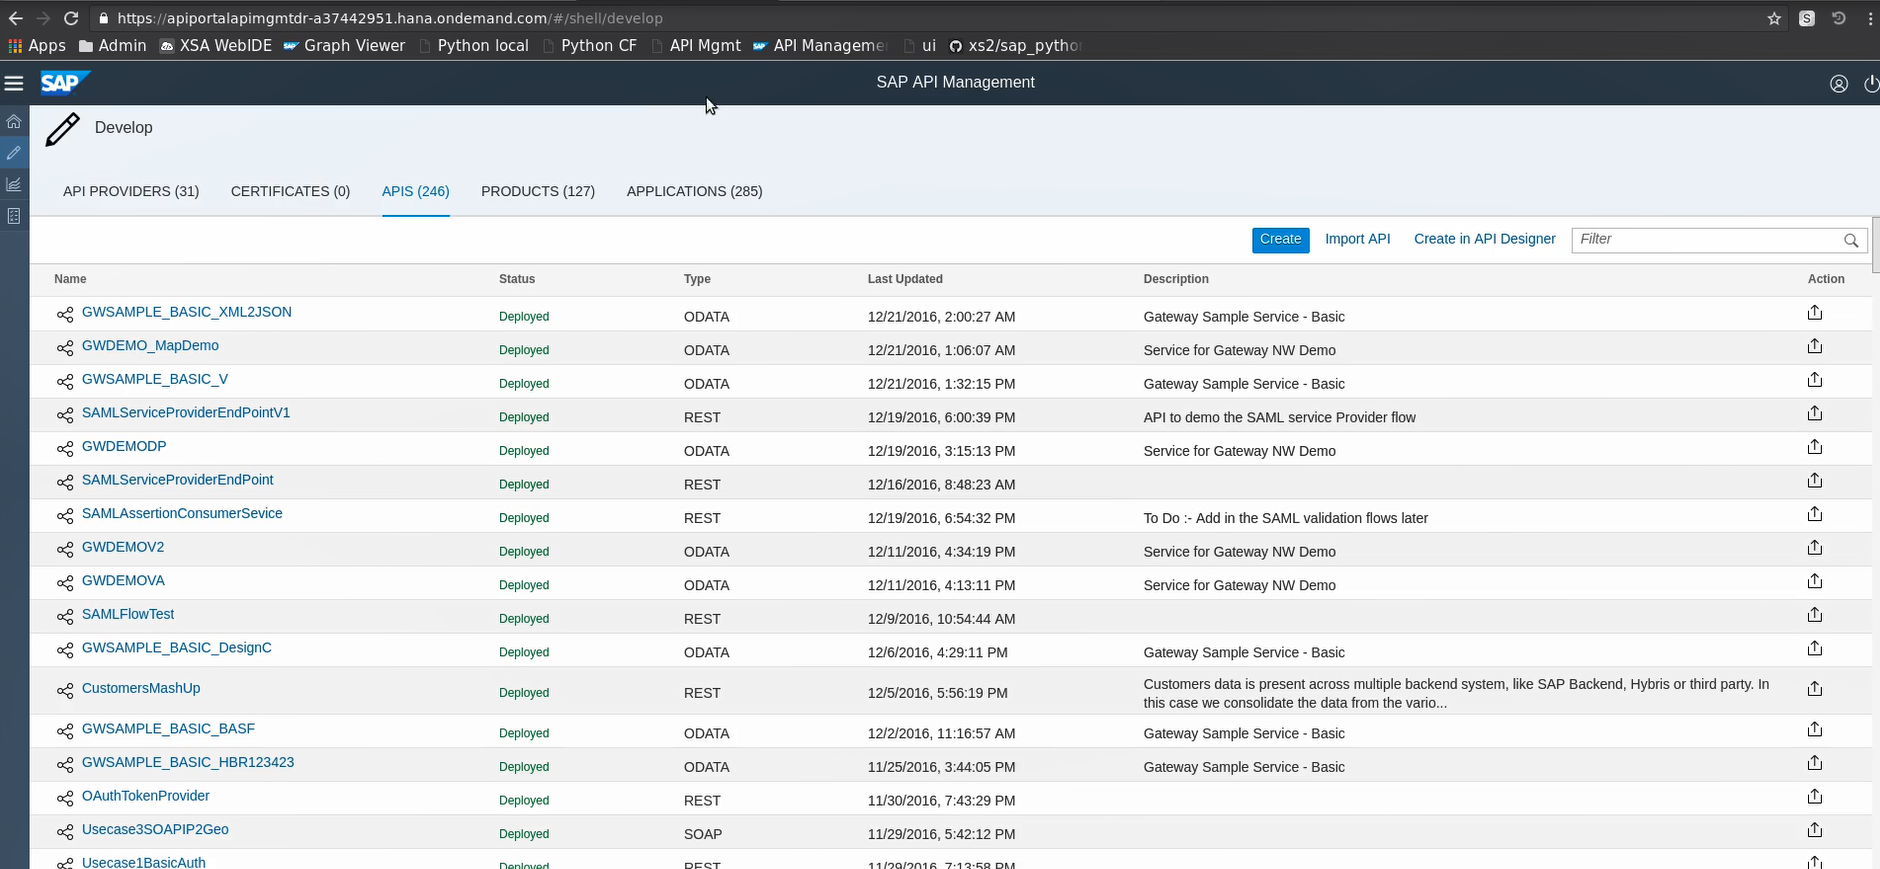 https://apiportalapimgmtdr-a37442951.hana.ondemand.com/#/shell/develop
S
Apps Admin XSA WebIDE Graph Viewer Python local Python CF API Mgmt API Manageme ui xs2/sap_pytho
SAP SAP API Management
Develop
API PROVIDERS (31) CERTIFICATES (0) APIS (246) PRODUCTS (127) APPLICATIONS (285)
Create Import API Create in API Designer Filter
Name Status Type Last Updated Description Action
GWSAMPLE_BASIC_XML2JSON Deployed ODATA 12/21/2016, 2:00:27 AM Gateway Sample Service - Basic
GWDEMO_MapDemo Deployed ODATA 12/21/2016, 1:06:07 AM Service for Gateway NW Demo
GWSAMPLE_BASIC_V Deployed ODATA 12/21/2016, 1:32:15 PM Gateway Sample Service - Basic
SAMLServiceProviderEndPointV1 Deployed REST 12/19/2016, 6:00:39 PM API to demo the SAML service Provider flow
GWDEMODP Deployed ODATA 12/19/2016, 3:15:13 PM Service for Gateway NW Demo
SAMLServiceProviderEndPoint Deployed REST 12/16/2016, 8:48:23 AM
SAMLAssertionConsumerSevice Deployed REST 12/19/2016, 6:54:32 PM To Do :- Add in the SAML validation flows later
GWDEMOV2 Deployed ODATA 12/11/2016, 4:34:19 PM Service for Gateway NW Demo
GWDEMOVA Deployed ODATA 12/11/2016, 4:13:11 PM Service for Gateway NW Demo
SAMLFlowTest Deployed REST 12/9/2016, 10:54:44 AM
GWSAMPLE_BASIC_DesignC Deployed ODATA 12/6/2016, 4:29:11 PM Gateway Sample Service - Basic
CustomersMashUp Deployed REST 12/5/2016, 5:56:19 PM Customers data is present across multiple backend system, like SAP Backend, Hybris or third party. In
this case we consolidate the data from the vario...
GWSAMPLE_BASIC_BASF Deployed ODATA 12/2/2016, 11:16:57 AM Gateway Sample Service - Basic
GWSAMPLE_BASIC_HBR123423 Deployed ODATA 11/25/2016, 3:44:05 PM Gateway Sample Service - Basic
OAuthTokenProvider Deployed REST 11/30/2016, 7:43:29 PM
Usecase3SOAPIP2Geo Deployed SOAP 11/29/2016, 5:42:12 PM
Usecase1BasicAuth Deployed REST 11/29/2016, 7:13:58 PM